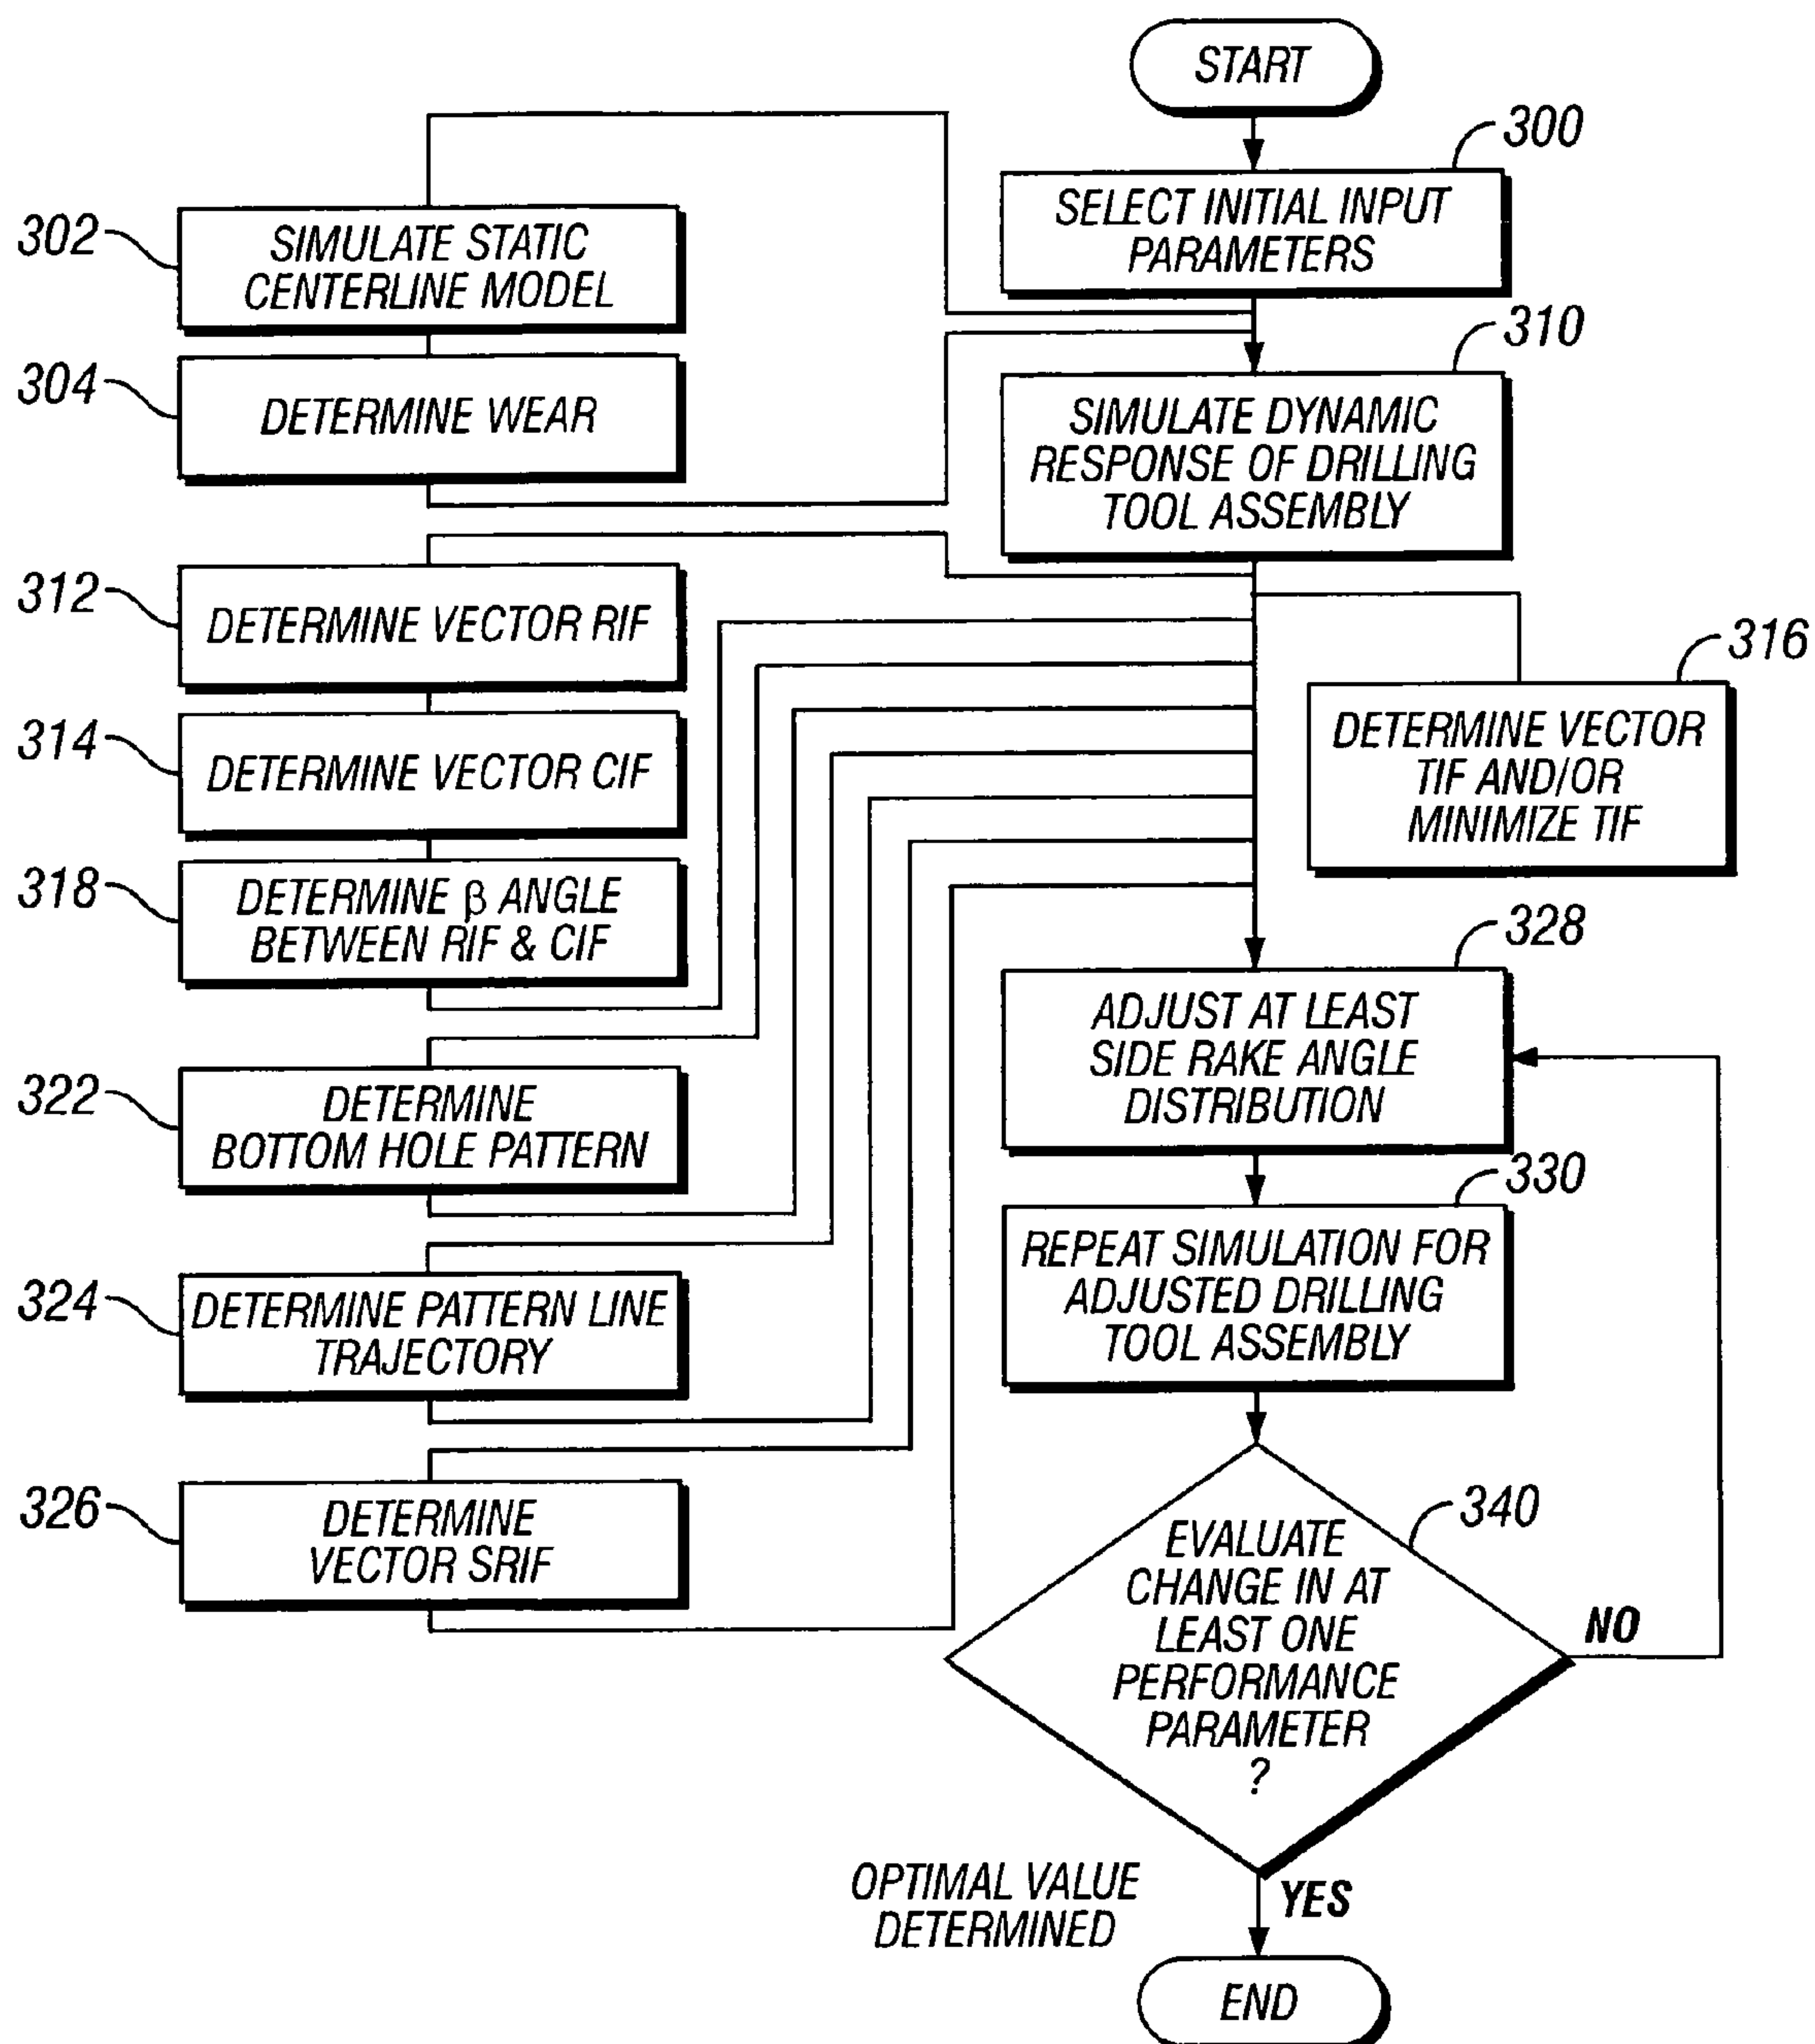 START
300
SELECT INITIAL INPUT
PARAMETERS
302
SIMULATE STATIC
CENTERLINE MODEL
310
304
DETERMINE WEAR
SIMULATE DYNAMIC
RESPONSE OF DRILLING
TOOL ASSEMBLY
312
DETERMINE VECTOR RIF
316
DETERMINE VECTOR
TIF AND/OR
MINIMIZE TIF
314
DETERMINE VECTOR CIF
318
DETERMINE β ANGLE
BETWEEN RIF & CIF
328
ADJUST AT LEAST
SIDE RAKE ANGLE
DISTRIBUTION
322
DETERMINE
BOTTOM HOLE PATTERN
330
REPEAT SIMULATION FOR
ADJUSTED DRILLING
TOOL ASSEMBLY
324
DETERMINE PATTERN LINE
TRAJECTORY
326
DETERMINE
VECTOR SRIF
340
EVALUATE
CHANGE IN AT
LEAST ONE
PERFORMANCE
PARAMETER
?
NO
OPTIMAL VALUE
DETERMINED
YES
END